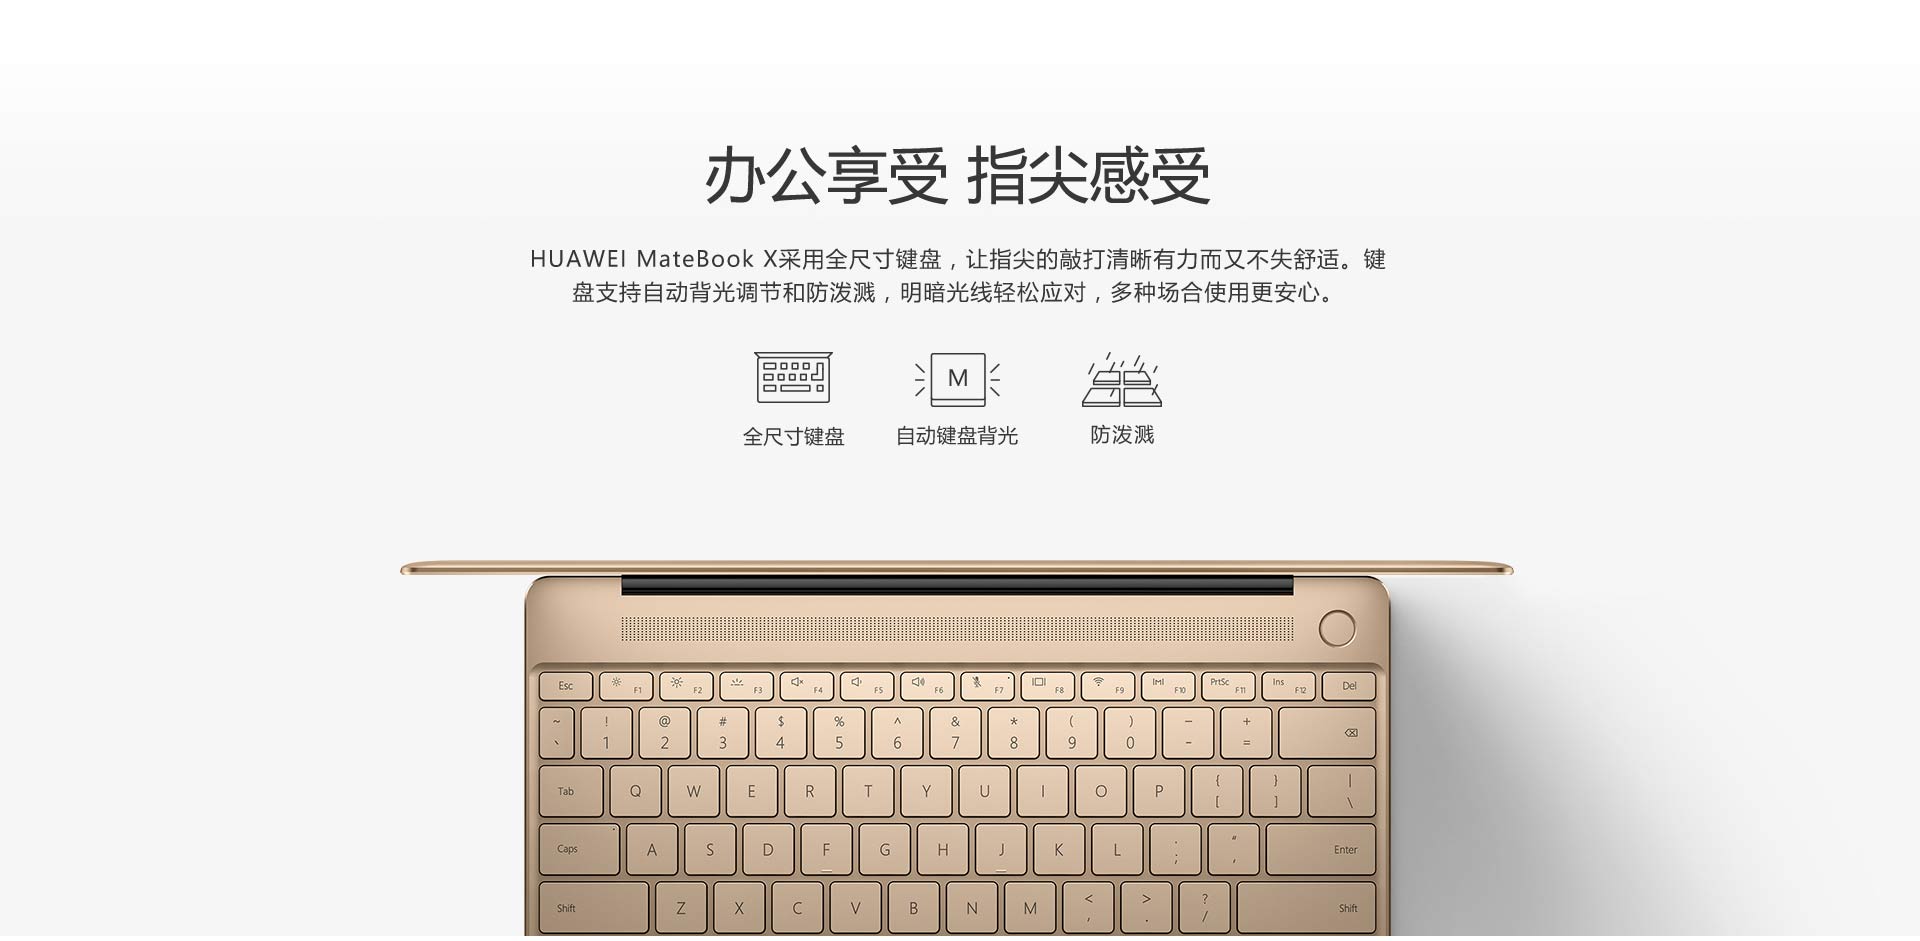 办公享受 指尖感受
HUAWEI MateBook X采用全尺寸键盘，让指尖的敲打清晰有力而又不失舒适。键
盘支持自动背光调节和防泼溅，明暗光线轻松应对，多种场合使用更安心。
M
全尺寸键盘 自动键盘背光 防泼溅
Esc F1 F2 F3 F4 F5 F6 F7 F8 F9 F10 PrtSc F11 Ins F12 Del
~ ! @ # $ % ^ & * ( ) — +
、 1 2 3 4 5 6 7 8 9 0 - =
Tab Q W E R T Y U I O P { [ } ] | \
Caps A S D F G H J K L : ; " , Enter
Shift Z X C V B N M < , > . ? / Shift